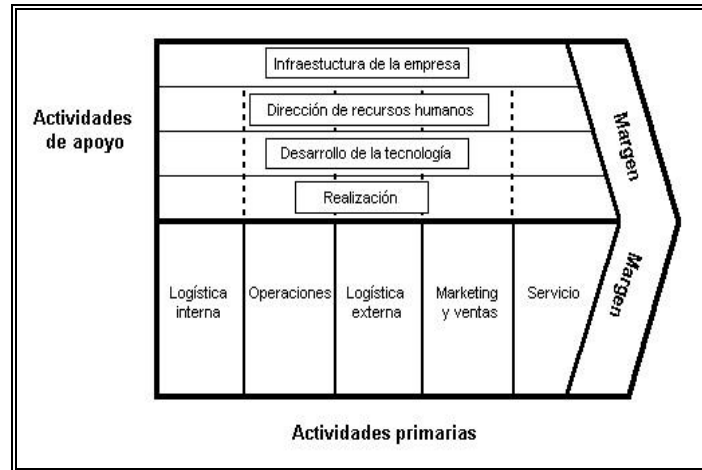 Infraestuctura de la empresa
Actividades
de apoyo
Dirección de recursos humanos
Desarrollo de la tecnología
Realización
Margen
Margen
Logística
interna
Operaciones
Logística
externa
Marketing
y ventas
Servicio
Actividades primarias